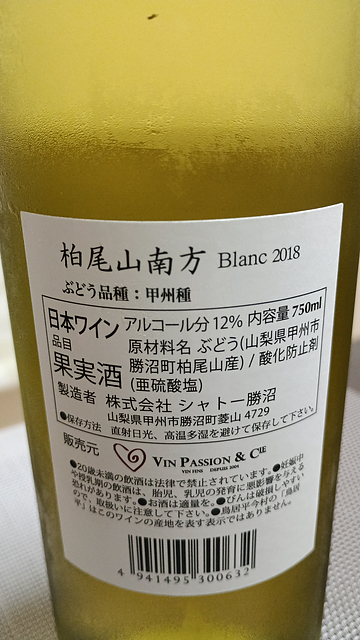 柏尾山南方 Blanc 2018
ぶどう品種：甲州種
日本ワイン アルコール分 12% 内容量 750ml
品目 果実酒
原材料名 ぶどう(山梨県甲州市
勝沼町柏尾山産) / 酸化防止剤
(亜硫酸塩)
製造者 株式会社 シャトー勝沼
山梨県甲州市勝沼町菱山 4729
●保存方法 直射日光、高温多湿を避けて保存して下さい。
販売元 VIN PASSION & CIE
VIN FINS DEPUIS 2001
●20歳未満の飲酒は法律で禁止されています。●妊娠中
や授乳期の飲酒は、胎児、乳児の発育に悪影響を与える
恐れがあります。●お酒は適量を。●びんは破損しやすい
ので、取扱いに注意して下さい。●鳥居平今村の「鳥居
平」はこのワインの産地を表す表示ではありません。
4 941495 300632